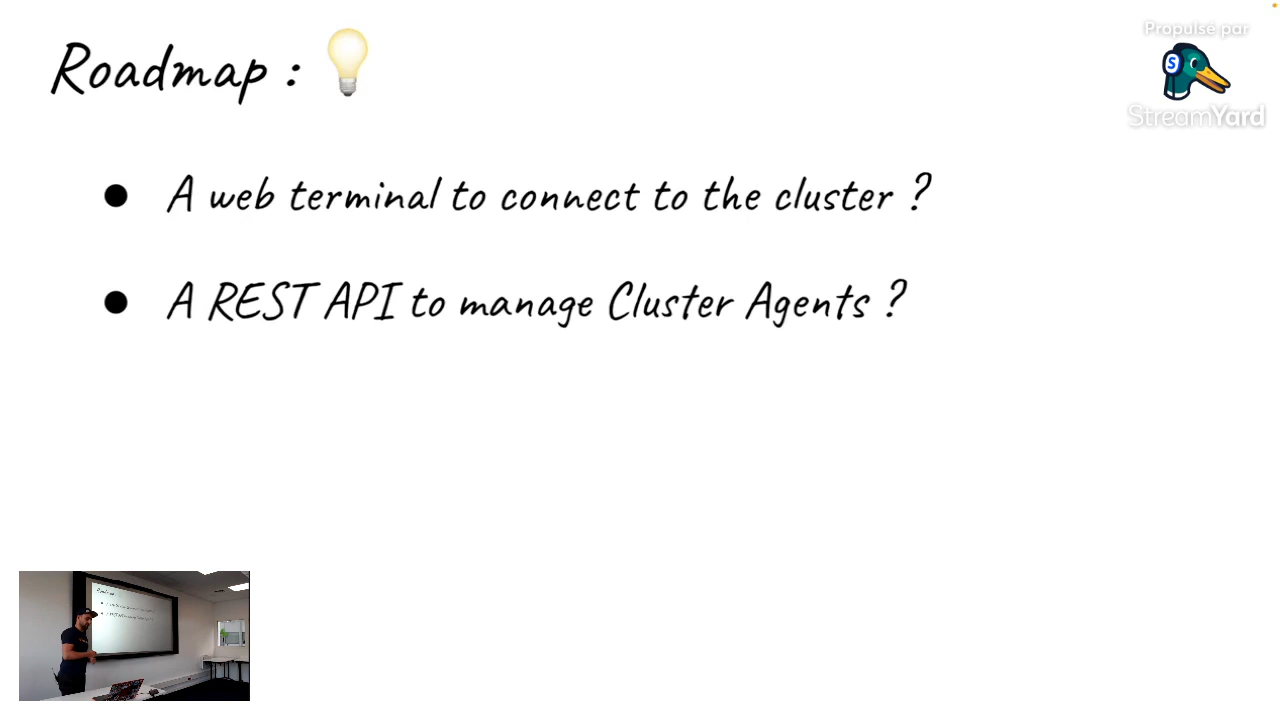 Roadmap : 💡
Propulsé par
StreamYard
● A web terminal to connect to the cluster ?
● A REST API to manage Cluster Agents ?